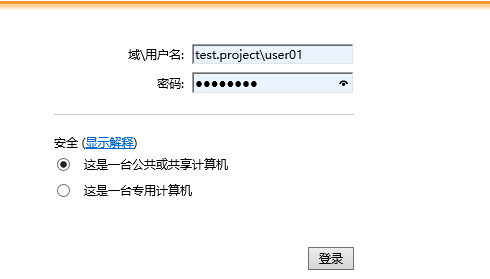 域\用户名: test.project\user01
密码: ●●●●●●●●
安全 (显示解释)
这是一台公共或共享计算机
这是一台专用计算机
登录